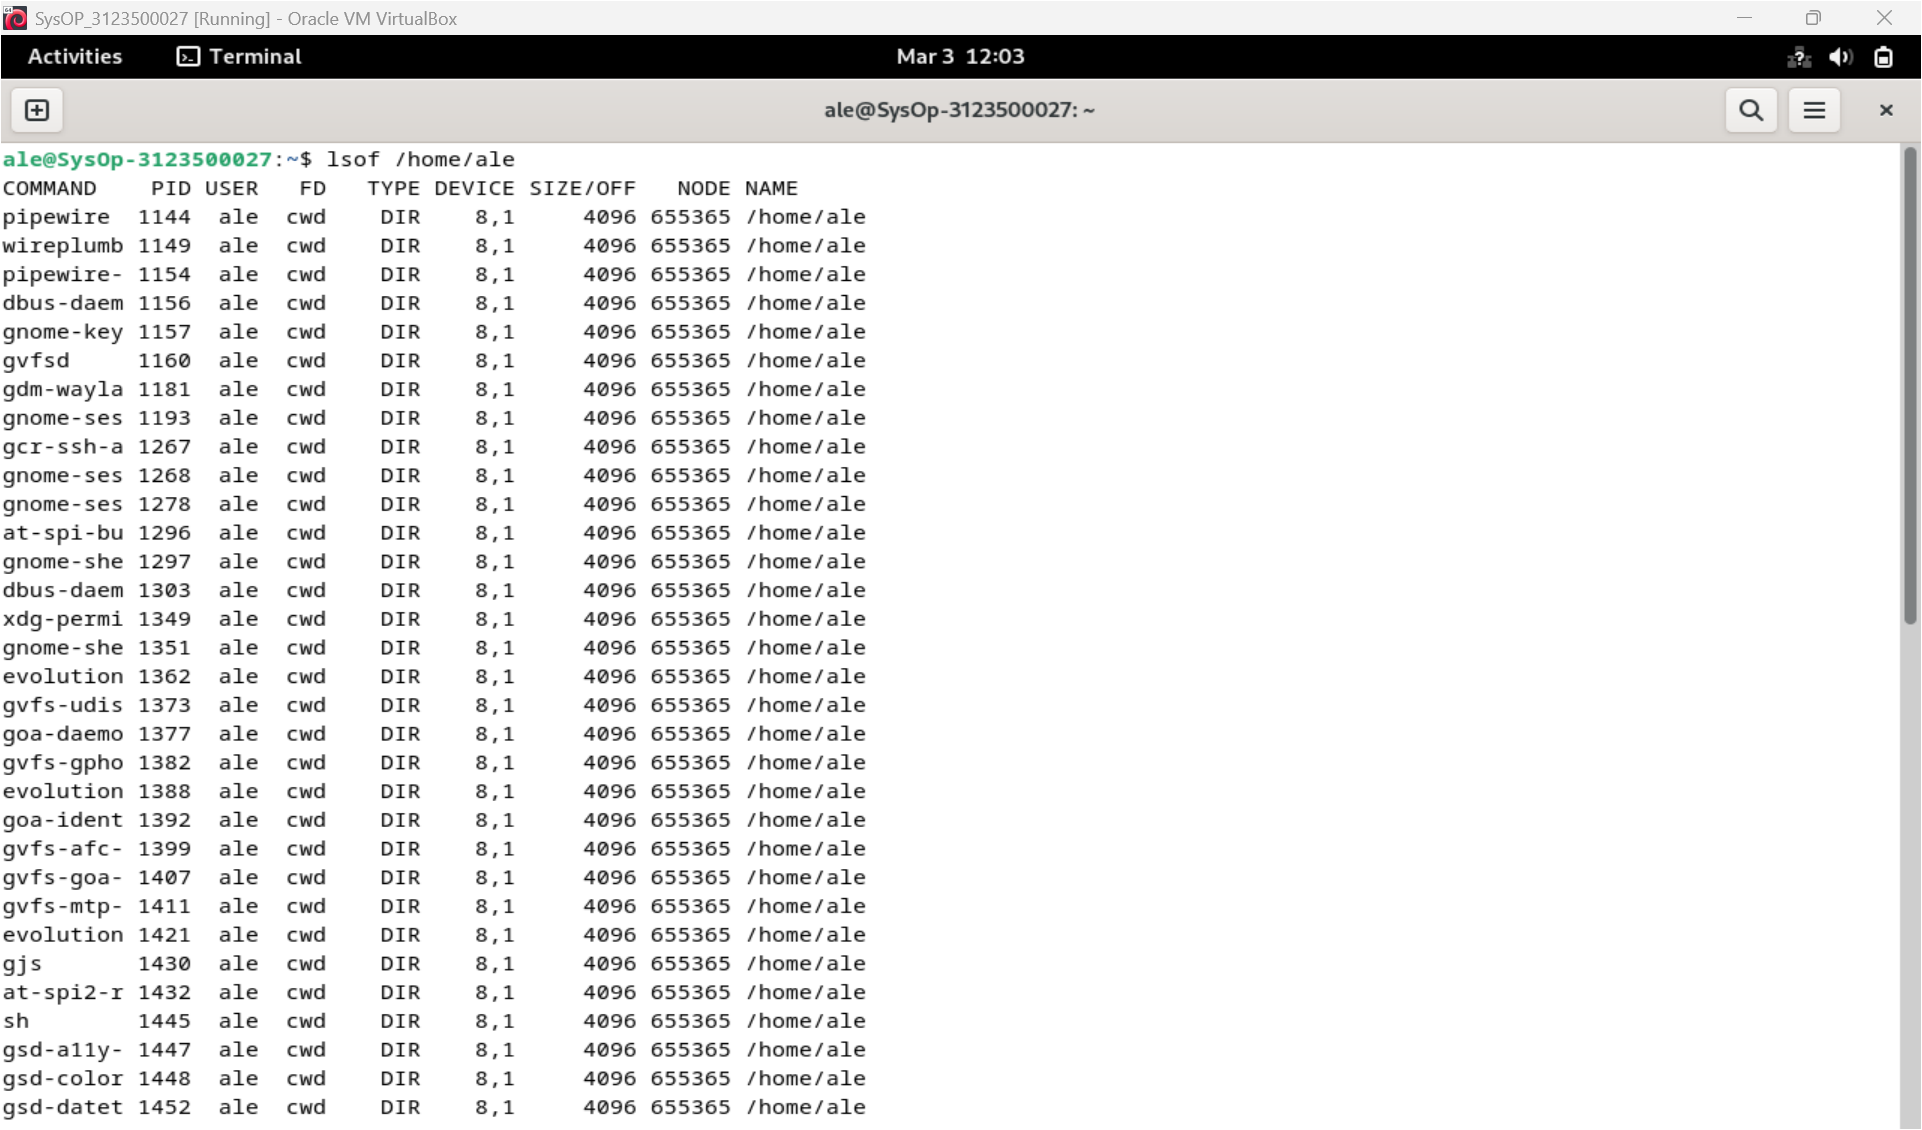 SysOP_3123500027 [Running] - Oracle VM VirtualBox
Activities Terminal Mar 3 12:03
ale@SysOp-3123500027: ~
ale@SysOp-3123500027:~$ lsof /home/ale
COMMAND PID USER FD TYPE DEVICE SIZE/OFF NODE NAME
pipewire 1144 ale cwd DIR 8,1 4096 655365 /home/ale
wireplumb 1149 ale cwd DIR 8,1 4096 655365 /home/ale
pipewire- 1154 ale cwd DIR 8,1 4096 655365 /home/ale
dbus-daem 1156 ale cwd DIR 8,1 4096 655365 /home/ale
gnome-key 1157 ale cwd DIR 8,1 4096 655365 /home/ale
gvfsd 1160 ale cwd DIR 8,1 4096 655365 /home/ale
gdm-wayla 1181 ale cwd DIR 8,1 4096 655365 /home/ale
gnome-ses 1193 ale cwd DIR 8,1 4096 655365 /home/ale
gcr-ssh-a 1267 ale cwd DIR 8,1 4096 655365 /home/ale
gnome-ses 1268 ale cwd DIR 8,1 4096 655365 /home/ale
gnome-ses 1278 ale cwd DIR 8,1 4096 655365 /home/ale
at-spi-bu 1296 ale cwd DIR 8,1 4096 655365 /home/ale
gnome-she 1297 ale cwd DIR 8,1 4096 655365 /home/ale
dbus-daem 1303 ale cwd DIR 8,1 4096 655365 /home/ale
xdg-permi 1349 ale cwd DIR 8,1 4096 655365 /home/ale
gnome-she 1351 ale cwd DIR 8,1 4096 655365 /home/ale
evolution 1362 ale cwd DIR 8,1 4096 655365 /home/ale
gvfs-udis 1373 ale cwd DIR 8,1 4096 655365 /home/ale
goa-daemo 1377 ale cwd DIR 8,1 4096 655365 /home/ale
gvfs-gpho 1382 ale cwd DIR 8,1 4096 655365 /home/ale
evolution 1388 ale cwd DIR 8,1 4096 655365 /home/ale
goa-ident 1392 ale cwd DIR 8,1 4096 655365 /home/ale
gvfs-afc- 1399 ale cwd DIR 8,1 4096 655365 /home/ale
gvfs-goa- 1407 ale cwd DIR 8,1 4096 655365 /home/ale
gvfs-mtp- 1411 ale cwd DIR 8,1 4096 655365 /home/ale
evolution 1421 ale cwd DIR 8,1 4096 655365 /home/ale
gjs 1430 ale cwd DIR 8,1 4096 655365 /home/ale
at-spi2-r 1432 ale cwd DIR 8,1 4096 655365 /home/ale
sh 1445 ale cwd DIR 8,1 4096 655365 /home/ale
gsd-a11y- 1447 ale cwd DIR 8,1 4096 655365 /home/ale
gsd-color 1448 ale cwd DIR 8,1 4096 655365 /home/ale
gsd-datet 1452 ale cwd DIR 8,1 4096 655365 /home/ale